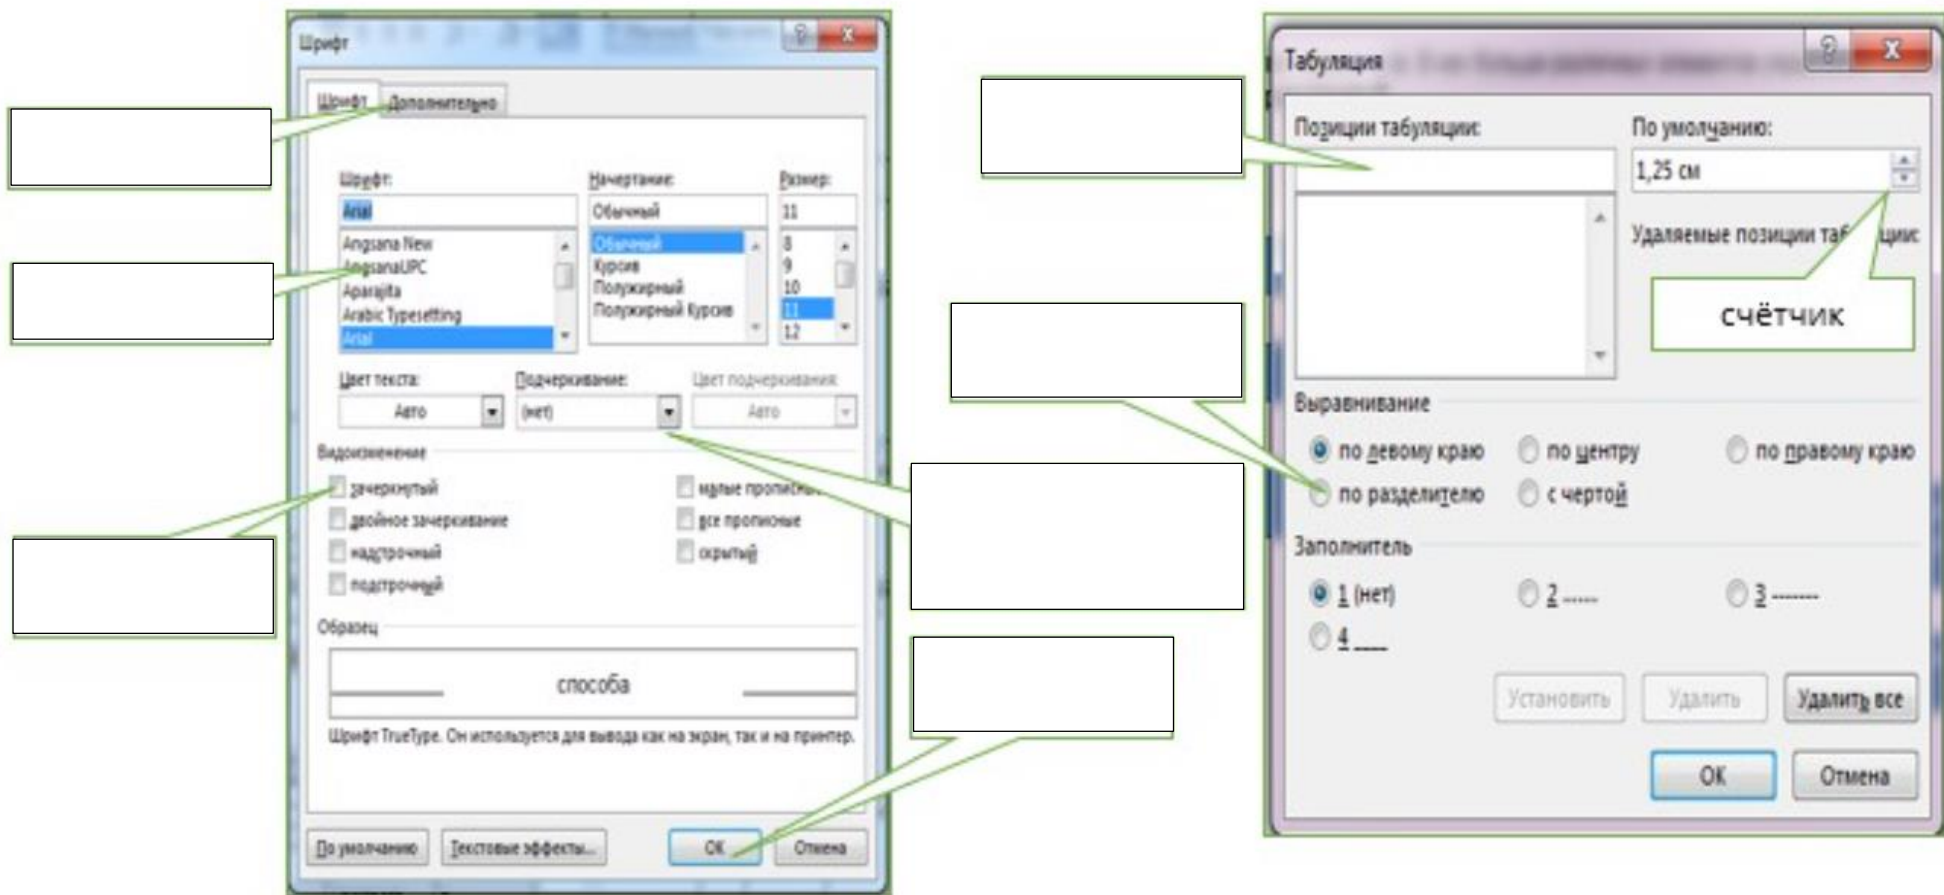 Шрифт
Шрифт Дополнительно
Шрифт: Начертание: Размер:
Arial Обычный 11
Angsana New Обычный 8
AngsanaUPC Курсив 9
Aparajita Полужирный 10
Arabic Typesetting Полужирный Курсив 11
Arial 12
Цвет текста: Подчеркивание: Цвет подчеркивания:
Авто (нет) Авто
Видоизменение
зачеркнутый малые прописные
двойное зачеркивание все прописные
надстрочный скрытый
подстрочный
Образец
способа
Шрифт TrueType. Он используется для вывода как на экран, так и на принтер.
По умолчанию Текстовые эффекты... ОК Отмена
Табуляция
Позиции табуляции: По умолчанию:
1,25 см
Удаляемые позиции таб ции:
счётчик
Выравнивание
по левому краю по центру по правому краю
по разделителю с чертой
Заполнитель
1 (нет) 2 ..... 3 -------
4 ____
Установить Удалить Удалить все
ОК Отмена